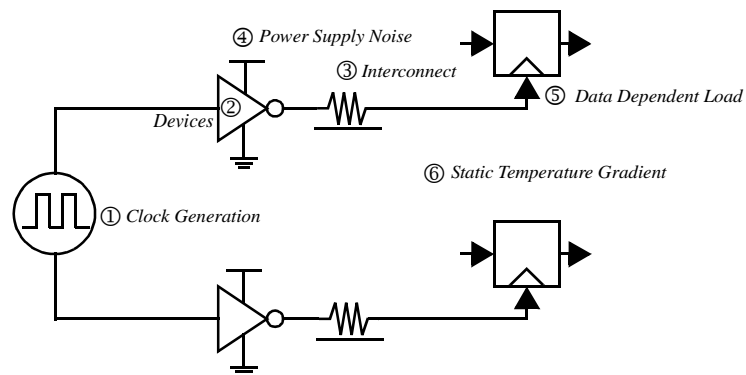 ④ Power Supply Noise
③ Interconnect
②
Devices
⑤ Data Dependent Load
⑥ Static Temperature Gradient
① Clock Generation